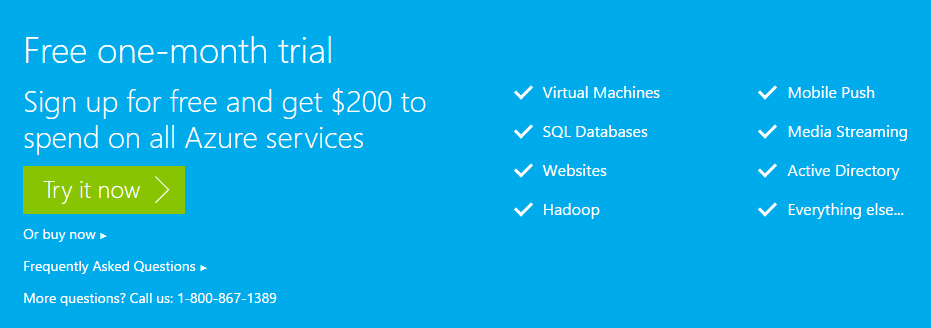 Free one-month trial
Sign up for free and get $200 to
spend on all Azure services
Try it now
Or buy now ▸
Frequently Asked Questions ▸
More questions? Call us: 1-800-867-1389
Virtual Machines
SQL Databases
Websites
Hadoop
Mobile Push
Media Streaming
Active Directory
Everything else...